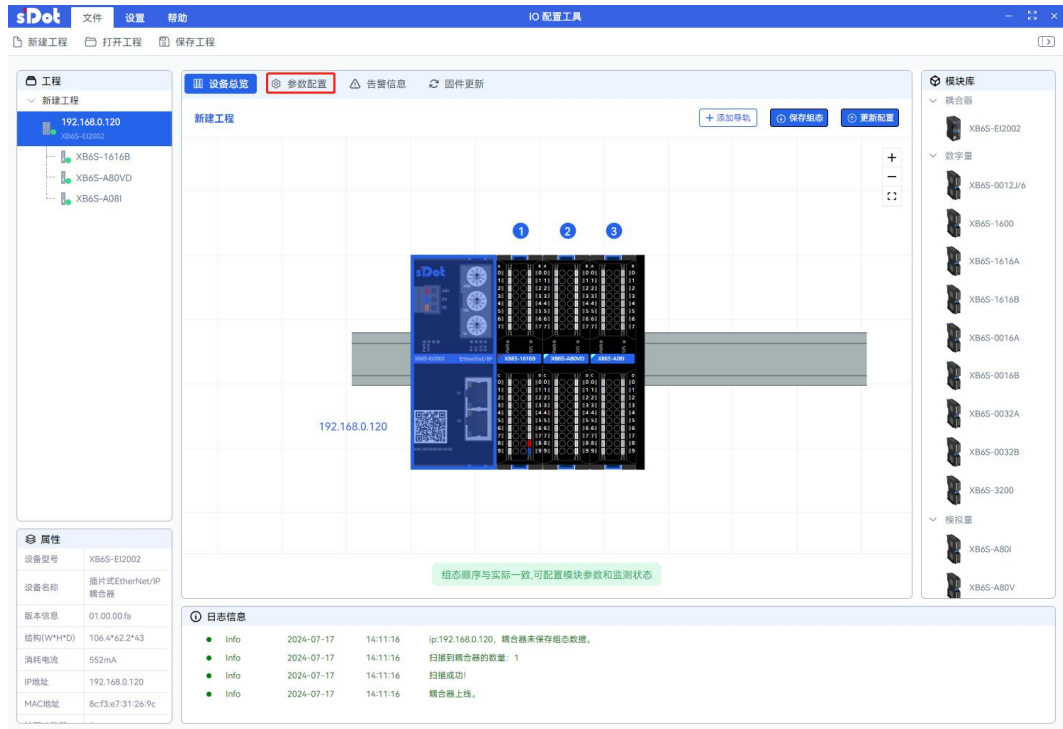 sDot 文件 设置 帮助 IO 配置工具
新建工程 打开工程 保存工程
工程
新建工程
192.168.0.120
XB6S-EI2002
XB6S-1616B
XB6S-A80VD
XB6S-A08I
设备总览 参数配置 告警信息 固件更新
新建工程 + 添加导轨 保存组态 更新配置
1 2 3
sDot
XB6S-EI2002 EtherNet/IP XB6S-1616B XB6S-A80VD XB6S-A08I
192.168.0.120
组态顺序与实际一致,可配置模块参数和监测状态
模块库
耦合器
XB6S-EI2002
数字量
XB6S-0012J/6
XB6S-1600
XB6S-1616A
XB6S-1616B
XB6S-0016A
XB6S-0016B
XB6S-0032A
XB6S-0032B
XB6S-3200
模拟量
XB6S-A80I
XB6S-A80V
属性
设备型号 XB6S-EI2002
设备名称 插片式EtherNet/IP
耦合器
版本信息 01.00.00.fa
结构(W*H*D) 106.4*62.2*43
消耗电流 552mA
IP地址 192.168.0.120
MAC地址 8c:f3:e7:31:26:9c
日志信息
Info 2024-07-17 14:11:16 ip:192.168.0.120, 耦合器未保存组态数据。
Info 2024-07-17 14:11:16 扫描到耦合器的数量: 1
Info 2024-07-17 14:11:16 扫描成功!
Info 2024-07-17 14:11:16 耦合器上线。